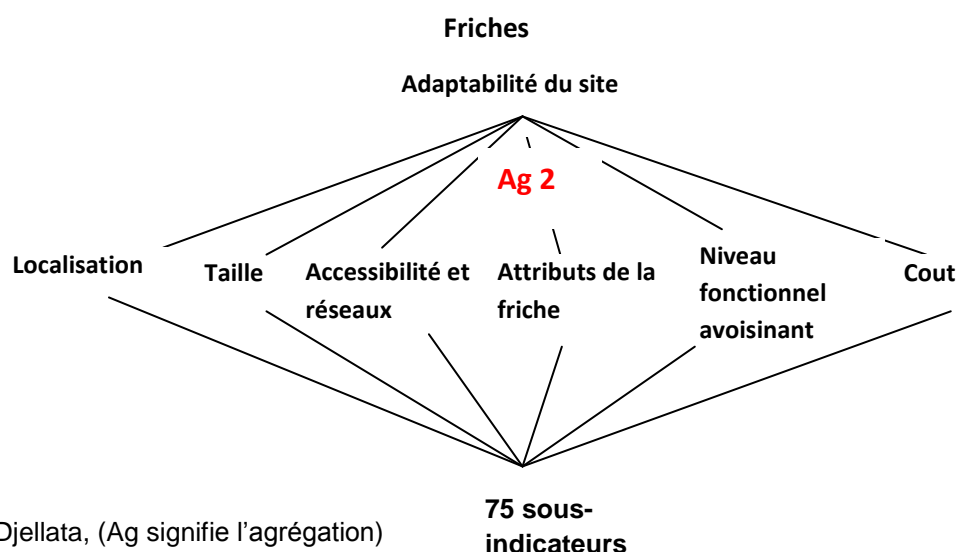 Friches
Adaptabilité du site
Ag 2
Localisation
Taille
Accessibilité et
réseaux
Attributs de la
friche
Niveau
fonctionnel
avoisinant
Cout
75 sous-
indicateurs
Djellata, (Ag signifie l'agrégation)